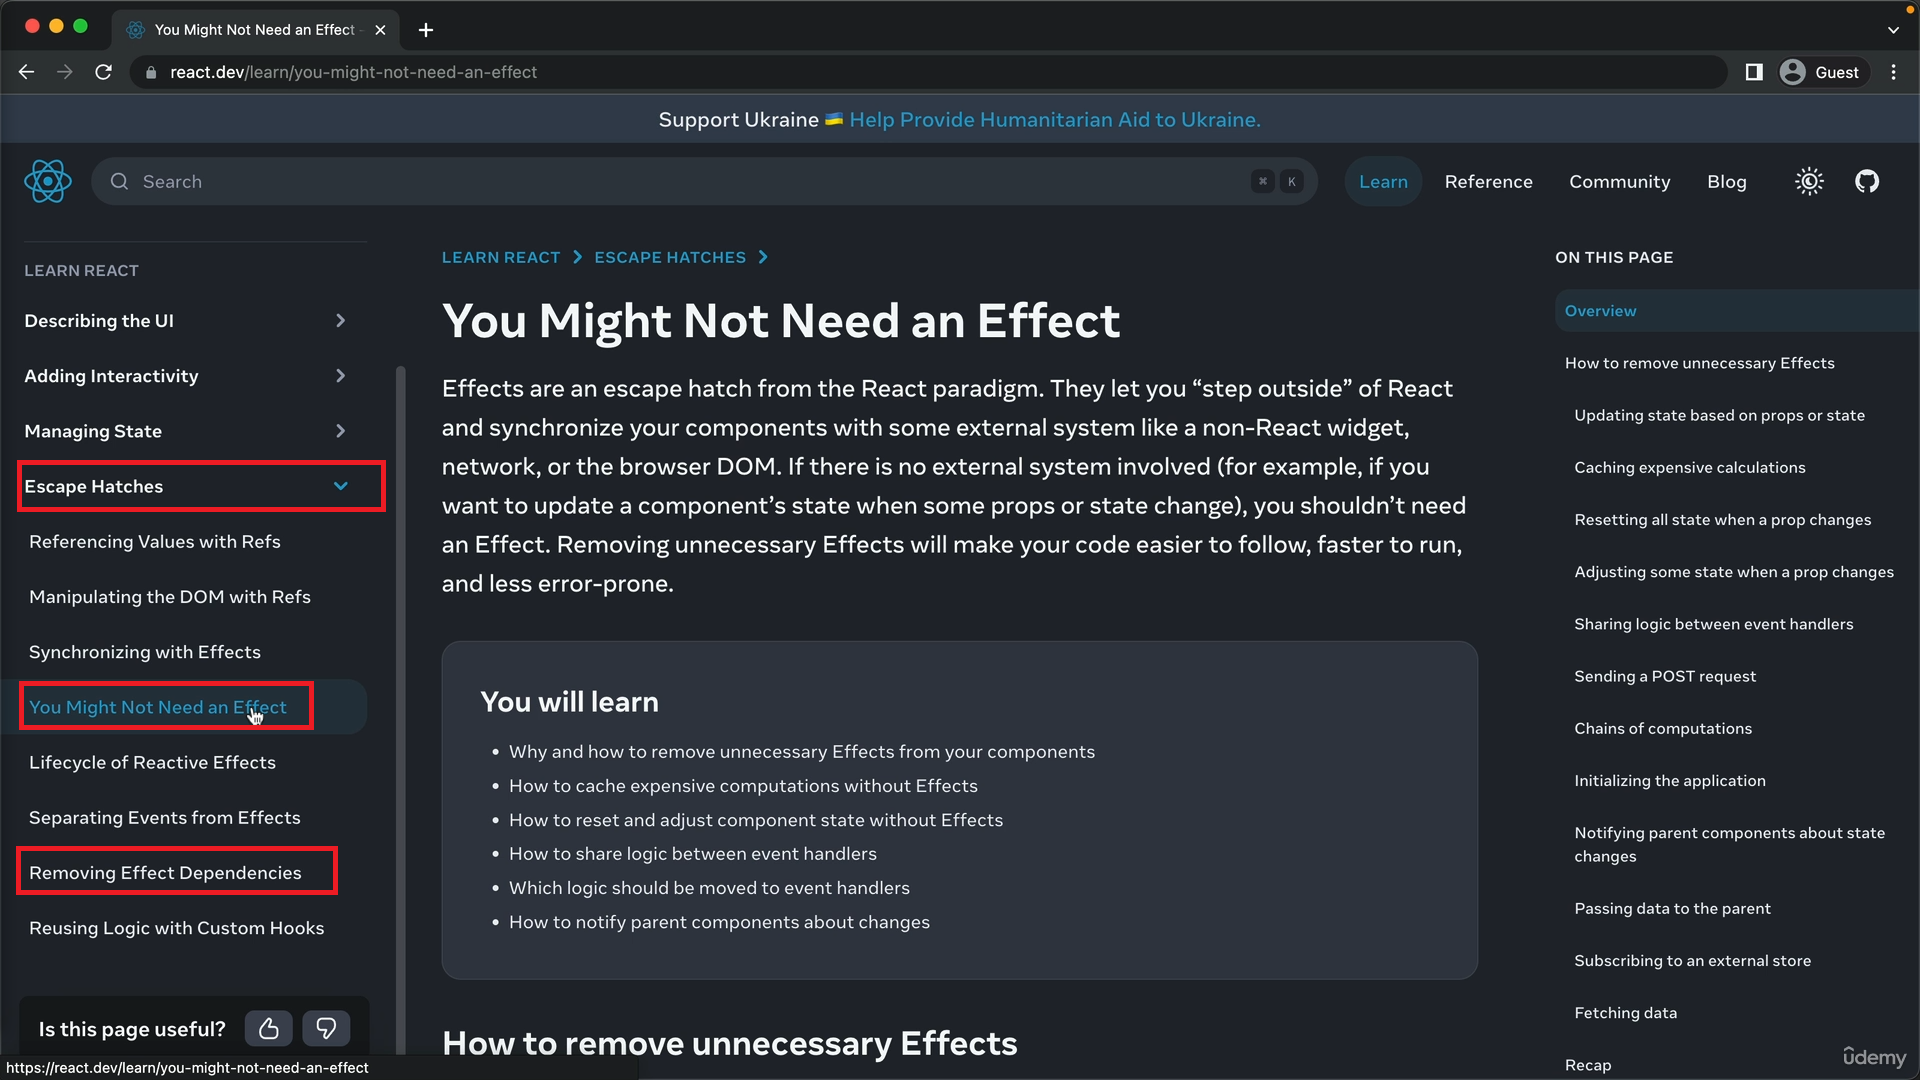 You Might Not Need an Effect -
react.dev/learn/you-might-not-need-an-effect
Guest
Support Ukraine 🇺🇦 Help Provide Humanitarian Aid to Ukraine.
Search
⌘ K
Learn
Reference
Community
Blog
LEARN REACT
Describing the UI
Adding Interactivity
Managing State
Escape Hatches
Referencing Values with Refs
Manipulating the DOM with Refs
Synchronizing with Effects
You Might Not Need an Effect
Lifecycle of Reactive Effects
Separating Events from Effects
Removing Effect Dependencies
Reusing Logic with Custom Hooks
Is this page useful?
https://react.dev/learn/you-might-not-need-an-effect
LEARN REACT > ESCAPE HATCHES >
You Might Not Need an Effect
Effects are an escape hatch from the React paradigm. They let you “step outside” of React
and synchronize your components with some external system like a non-React widget,
network, or the browser DOM. If there is no external system involved (for example, if you
want to update a component’s state when some props or state change), you shouldn’t need
an Effect. Removing unnecessary Effects will make your code easier to follow, faster to run,
and less error-prone.
You will learn
• Why and how to remove unnecessary Effects from your components
• How to cache expensive computations without Effects
• How to reset and adjust component state without Effects
• How to share logic between event handlers
• Which logic should be moved to event handlers
• How to notify parent components about changes
How to remove unnecessary Effects
ON THIS PAGE
Overview
How to remove unnecessary Effects
Updating state based on props or state
Caching expensive calculations
Resetting all state when a prop changes
Adjusting some state when a prop changes
Sharing logic between event handlers
Sending a POST request
Chains of computations
Initializing the application
Notifying parent components about state
changes
Passing data to the parent
Subscribing to an external store
Fetching data
Recap
udemy